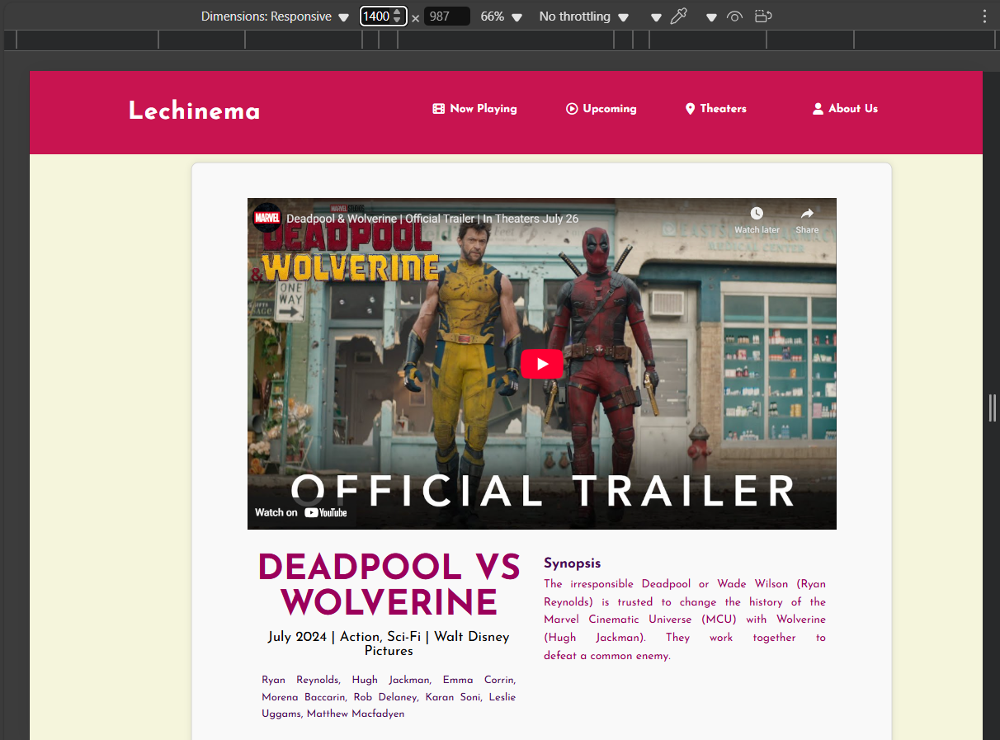 Dimensions: Responsive 1400 × 987 66% No throttling
Lechinema Now Playing Upcoming Theaters About Us
MARVEL Deadpool & Wolverine | Official Trailer | In Theaters July 26 Watch later Share
MARVEL STUDIOS
DEADPOOL
& WOLVERINE
MEDICAL CENTER
ONE
WAY
OFFICIAL TRAILER
Watch on YouTube
DEADPOOL VS
WOLVERINE
July 2024 | Action, Sci-Fi | Walt Disney
Pictures
Ryan Reynolds, Hugh Jackman, Emma Corrin,
Morena Baccarin, Rob Delaney, Karan Soni, Leslie
Uggams, Matthew Macfadyen
Synopsis
The irresponsible Deadpool or Wade Wilson (Ryan
Reynolds) is trusted to change the history of the
Marvel Cinematic Universe (MCU) with Wolverine
(Hugh Jackman). They work together to
defeat a common enemy.